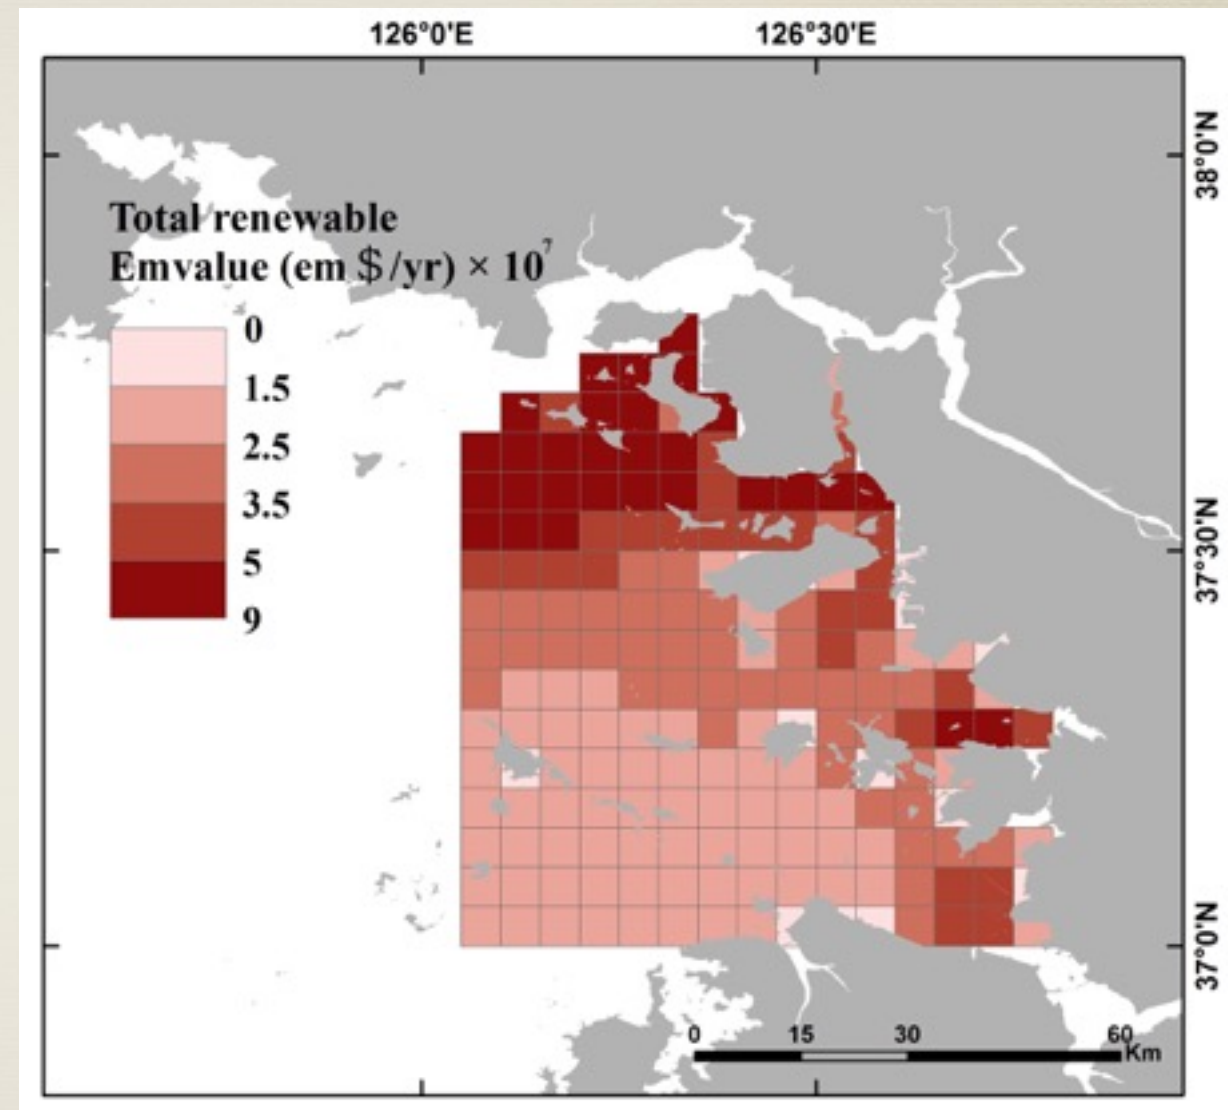 126°0'E 126°30'E
38°0'N
Total renewable
Emvalue (em $/yr) × 10⁷
0
1.5
2.5
3.5
5
9
37°30'N
37°0'N
0 15 30 60
Km